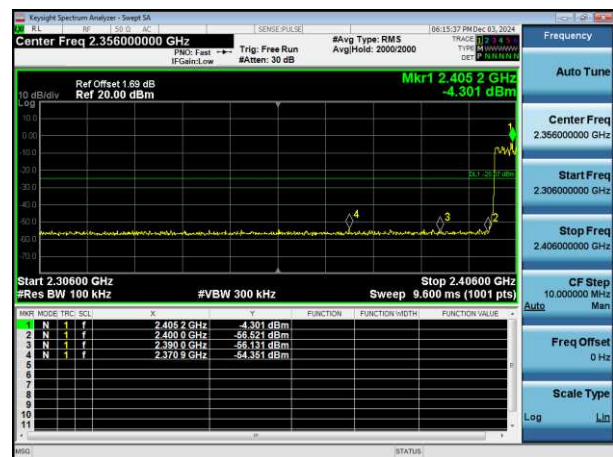 Keysight Spectrum Analyzer - Swept SA
RL RF 50 Ω AC SENSE:PULSE 06:15:37 PM Dec 03, 2024
Center Freq 2.356000000 GHz #Avg Type: RMS TRACE 1 2 3 4 5 6
PNO: Fast Trig: Free Run Avg|Hold: 2000/2000 TYPE M W W W W W
IFGain:Low #Atten: 30 dB DET P N N N N N
Ref Offset 1.69 dB Mkr1 2.405 2 GHz
10 dB/div Ref 20.00 dBm -4.301 dBm
Log
10.0
0.00
-10.0
-20.0
-30.0
-40.0
-50.0
-60.0
-70.0
1
4 3 2
Start 2.30600 GHz Stop 2.40600 GHz
#Res BW 100 kHz #VBW 300 kHz Sweep 9.600 ms (1001 pts)
MKR MODE TRC SCL X Y FUNCTION FUNCTION WIDTH FUNCTION VALUE
1 N 1 f 2.405 2 GHz -4.301 dBm
2 N 1 f 2.400 0 GHz -56.521 dBm
3 N 1 f 2.390 0 GHz -56.131 dBm
4 N 1 f 2.370 9 GHz -54.351 dBm
5
6
7
8
9
10
11
MSG STATUS
Frequency
Auto Tune
Center Freq
2.356000000 GHz
Start Freq
2.306000000 GHz
Stop Freq
2.406000000 GHz
CF Step
10.000000 MHz
Auto Man
Freq Offset
0 Hz
Scale Type
Log Lin